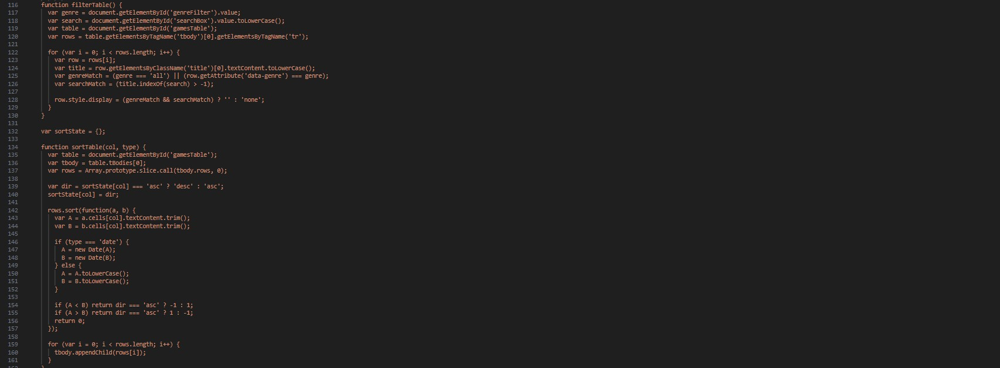 116 function filterTable() {
117 var genre = document.getElementById('genreFilter').value;
118 var search = document.getElementById('searchBox').value.toLowerCase();
119 var table = document.getElementById('gamesTable');
120 var rows = table.getElementsByTagName('tbody')[0].getElementsByTagName('tr');
121
122 for (var i = 0; i < rows.length; i++) {
123 var row = rows[i];
124 var title = row.getElementsByClassName('title')[0].textContent.toLowerCase();
125 var genreMatch = (genre === 'all') || (row.getAttribute('data-genre') === genre);
126 var searchMatch = (title.indexOf(search) > -1);
127
128 row.style.display = (genreMatch && searchMatch) ? '' : 'none';
129 }
130 }
131
132 var sortState = {};
133
134 function sortTable(col, type) {
135 var table = document.getElementById('gamesTable');
136 var tbody = table.tBodies[0];
137 var rows = Array.prototype.slice.call(tbody.rows, 0);
138
139 var dir = sortState[col] === 'asc' ? 'desc' : 'asc';
140 sortState[col] = dir;
141
142 rows.sort(function(a, b) {
143 var A = a.cells[col].textContent.trim();
144 var B = b.cells[col].textContent.trim();
145
146 if (type === 'date') {
147 A = new Date(A);
148 B = new Date(B);
149 } else {
150 A = A.toLowerCase();
151 B = B.toLowerCase();
152 }
153
154 if (A < B) return dir === 'asc' ? -1 : 1;
155 if (A > B) return dir === 'asc' ? 1 : -1;
156 return 0;
157 });
158
159 for (var i = 0; i < rows.length; i++) {
160 tbody.appendChild(rows[i]);
161 }